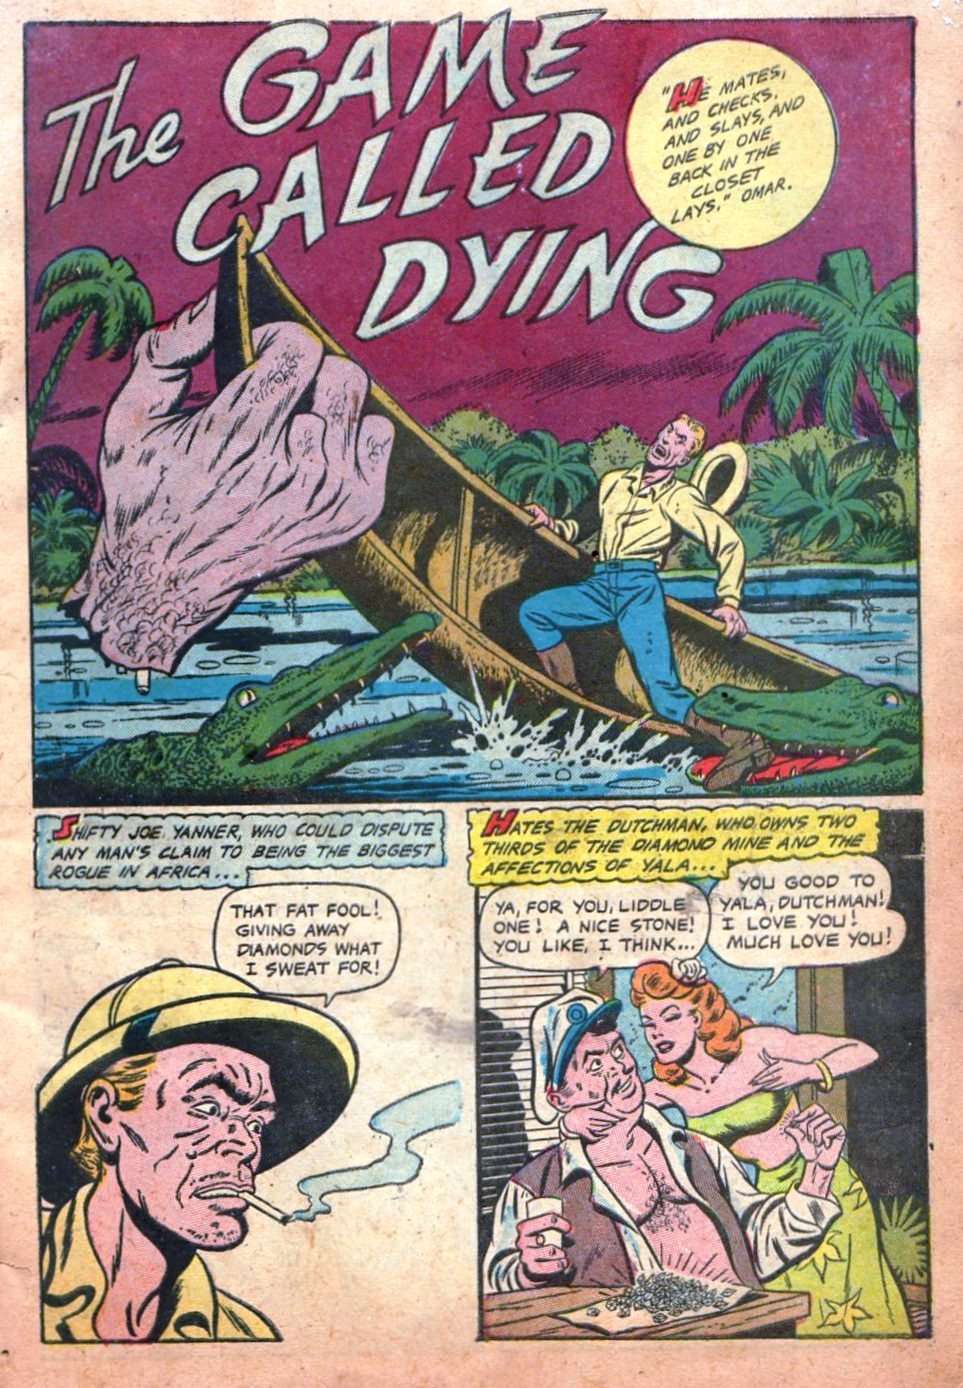 The GAME
CALLED
DYING
"HE MATES,
AND CHECKS,
AND SLAYS, AND
ONE BY ONE
BACK IN THE
CLOSET
LAYS." OMAR.
SHIFTY JOE YANNER, WHO COULD DISPUTE
ANY MAN'S CLAIM TO BEING THE BIGGEST
ROGUE IN AFRICA...
THAT FAT FOOL!
GIVING AWAY
DIAMONDS WHAT
I SWEAT FOR!
HATES THE DUTCHMAN, WHO OWNS TWO
THIRDS OF THE DIAMOND MINE AND THE
AFFECTIONS OF YALA...
YA, FOR YOU, LIDDLE
ONE! A NICE STONE!
YOU LIKE, I THINK...
YOU GOOD TO
YALA, DUTCHMAN!
I LOVE YOU!
MUCH LOVE YOU!